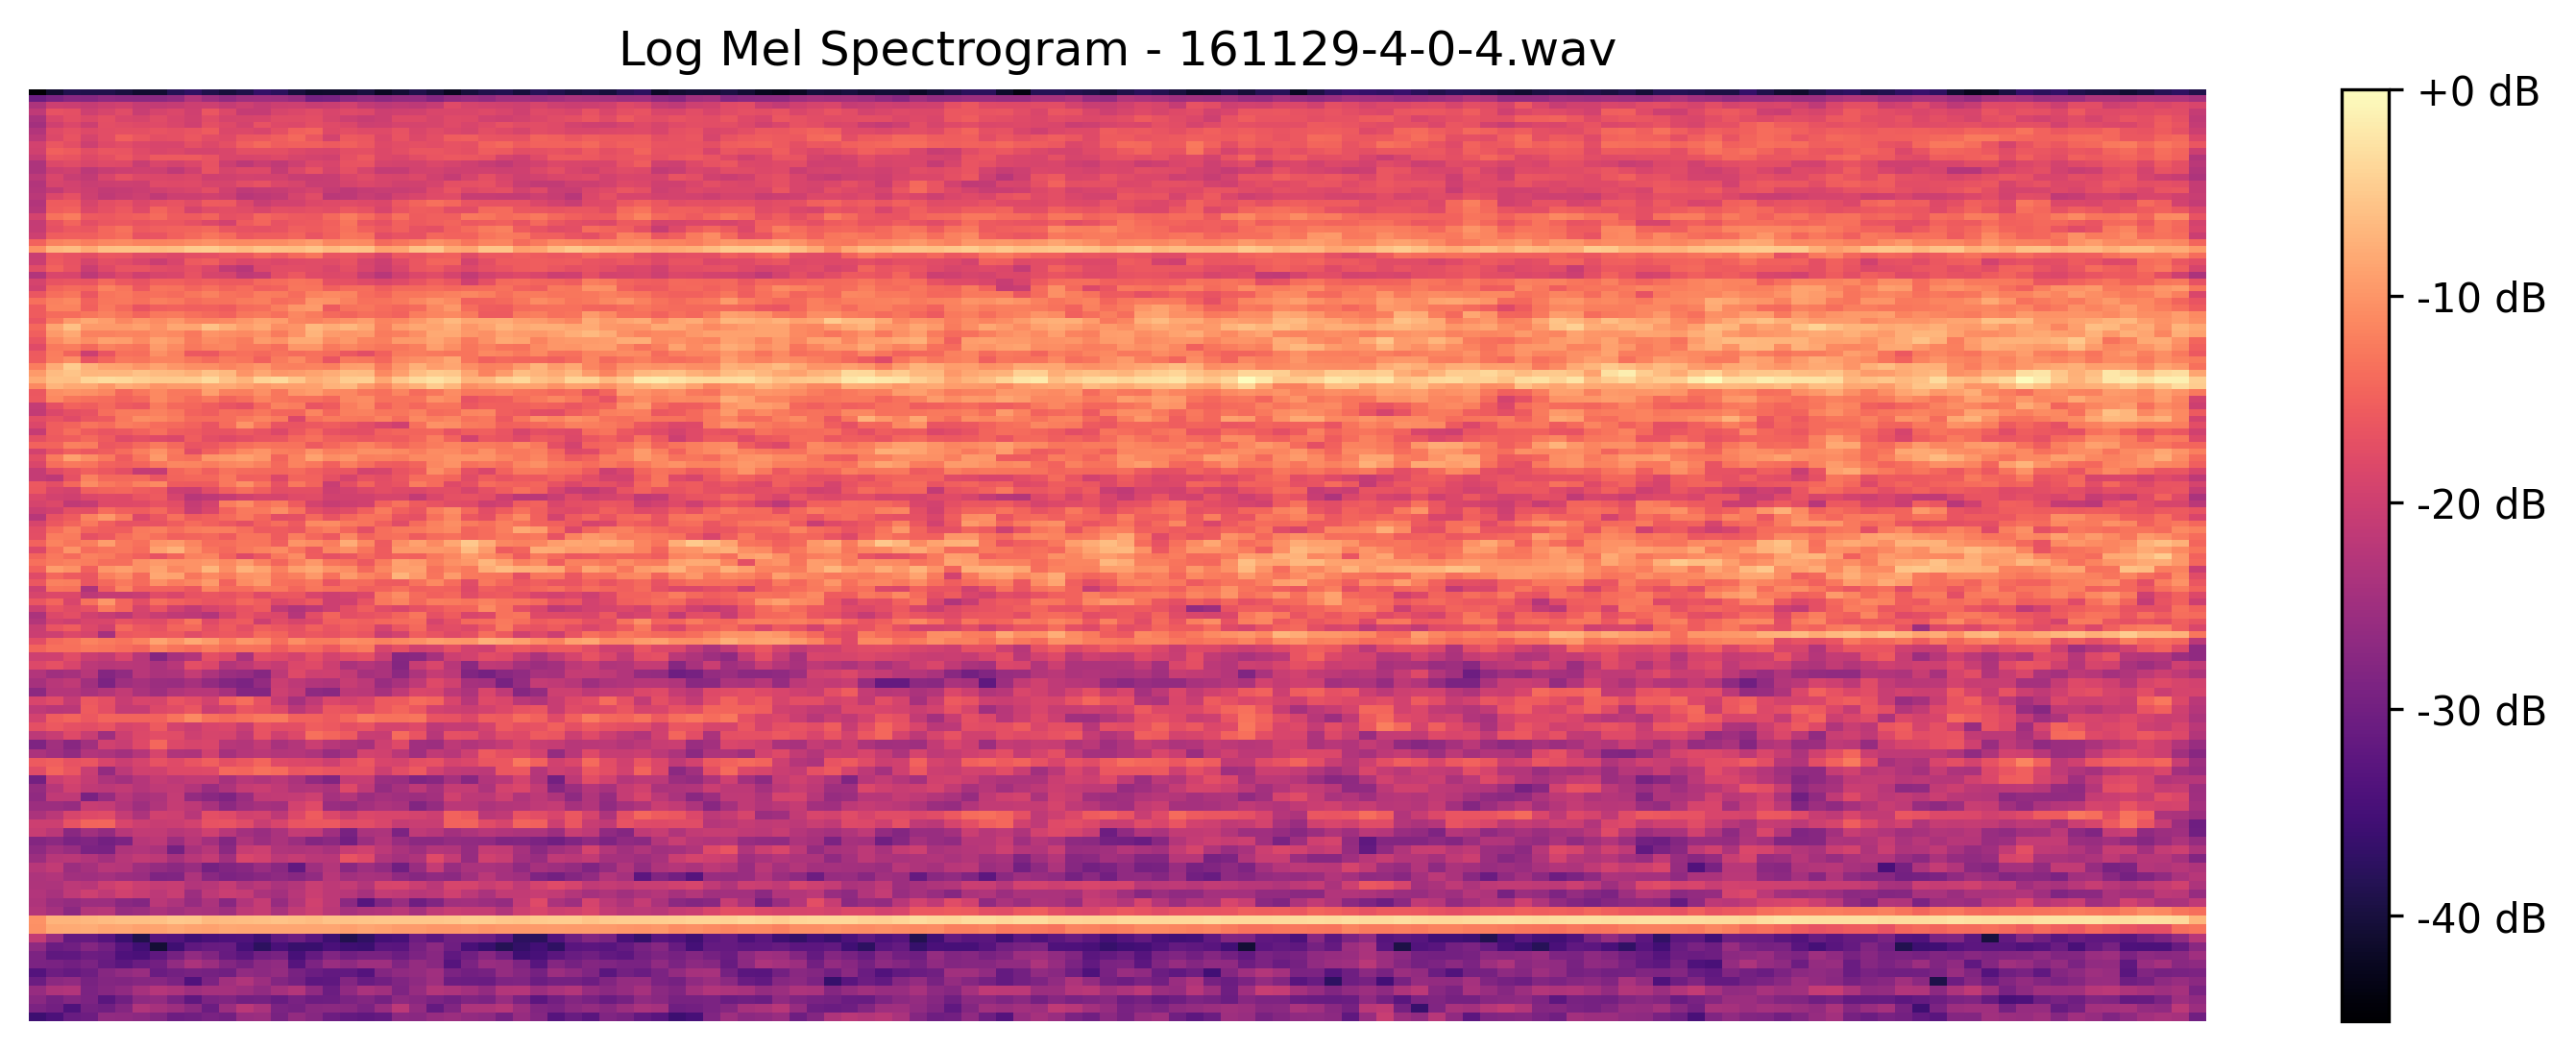 Log Mel Spectrogram - 161129-4-0-4.wav
+0 dB
-10 dB
-20 dB
-30 dB
-40 dB